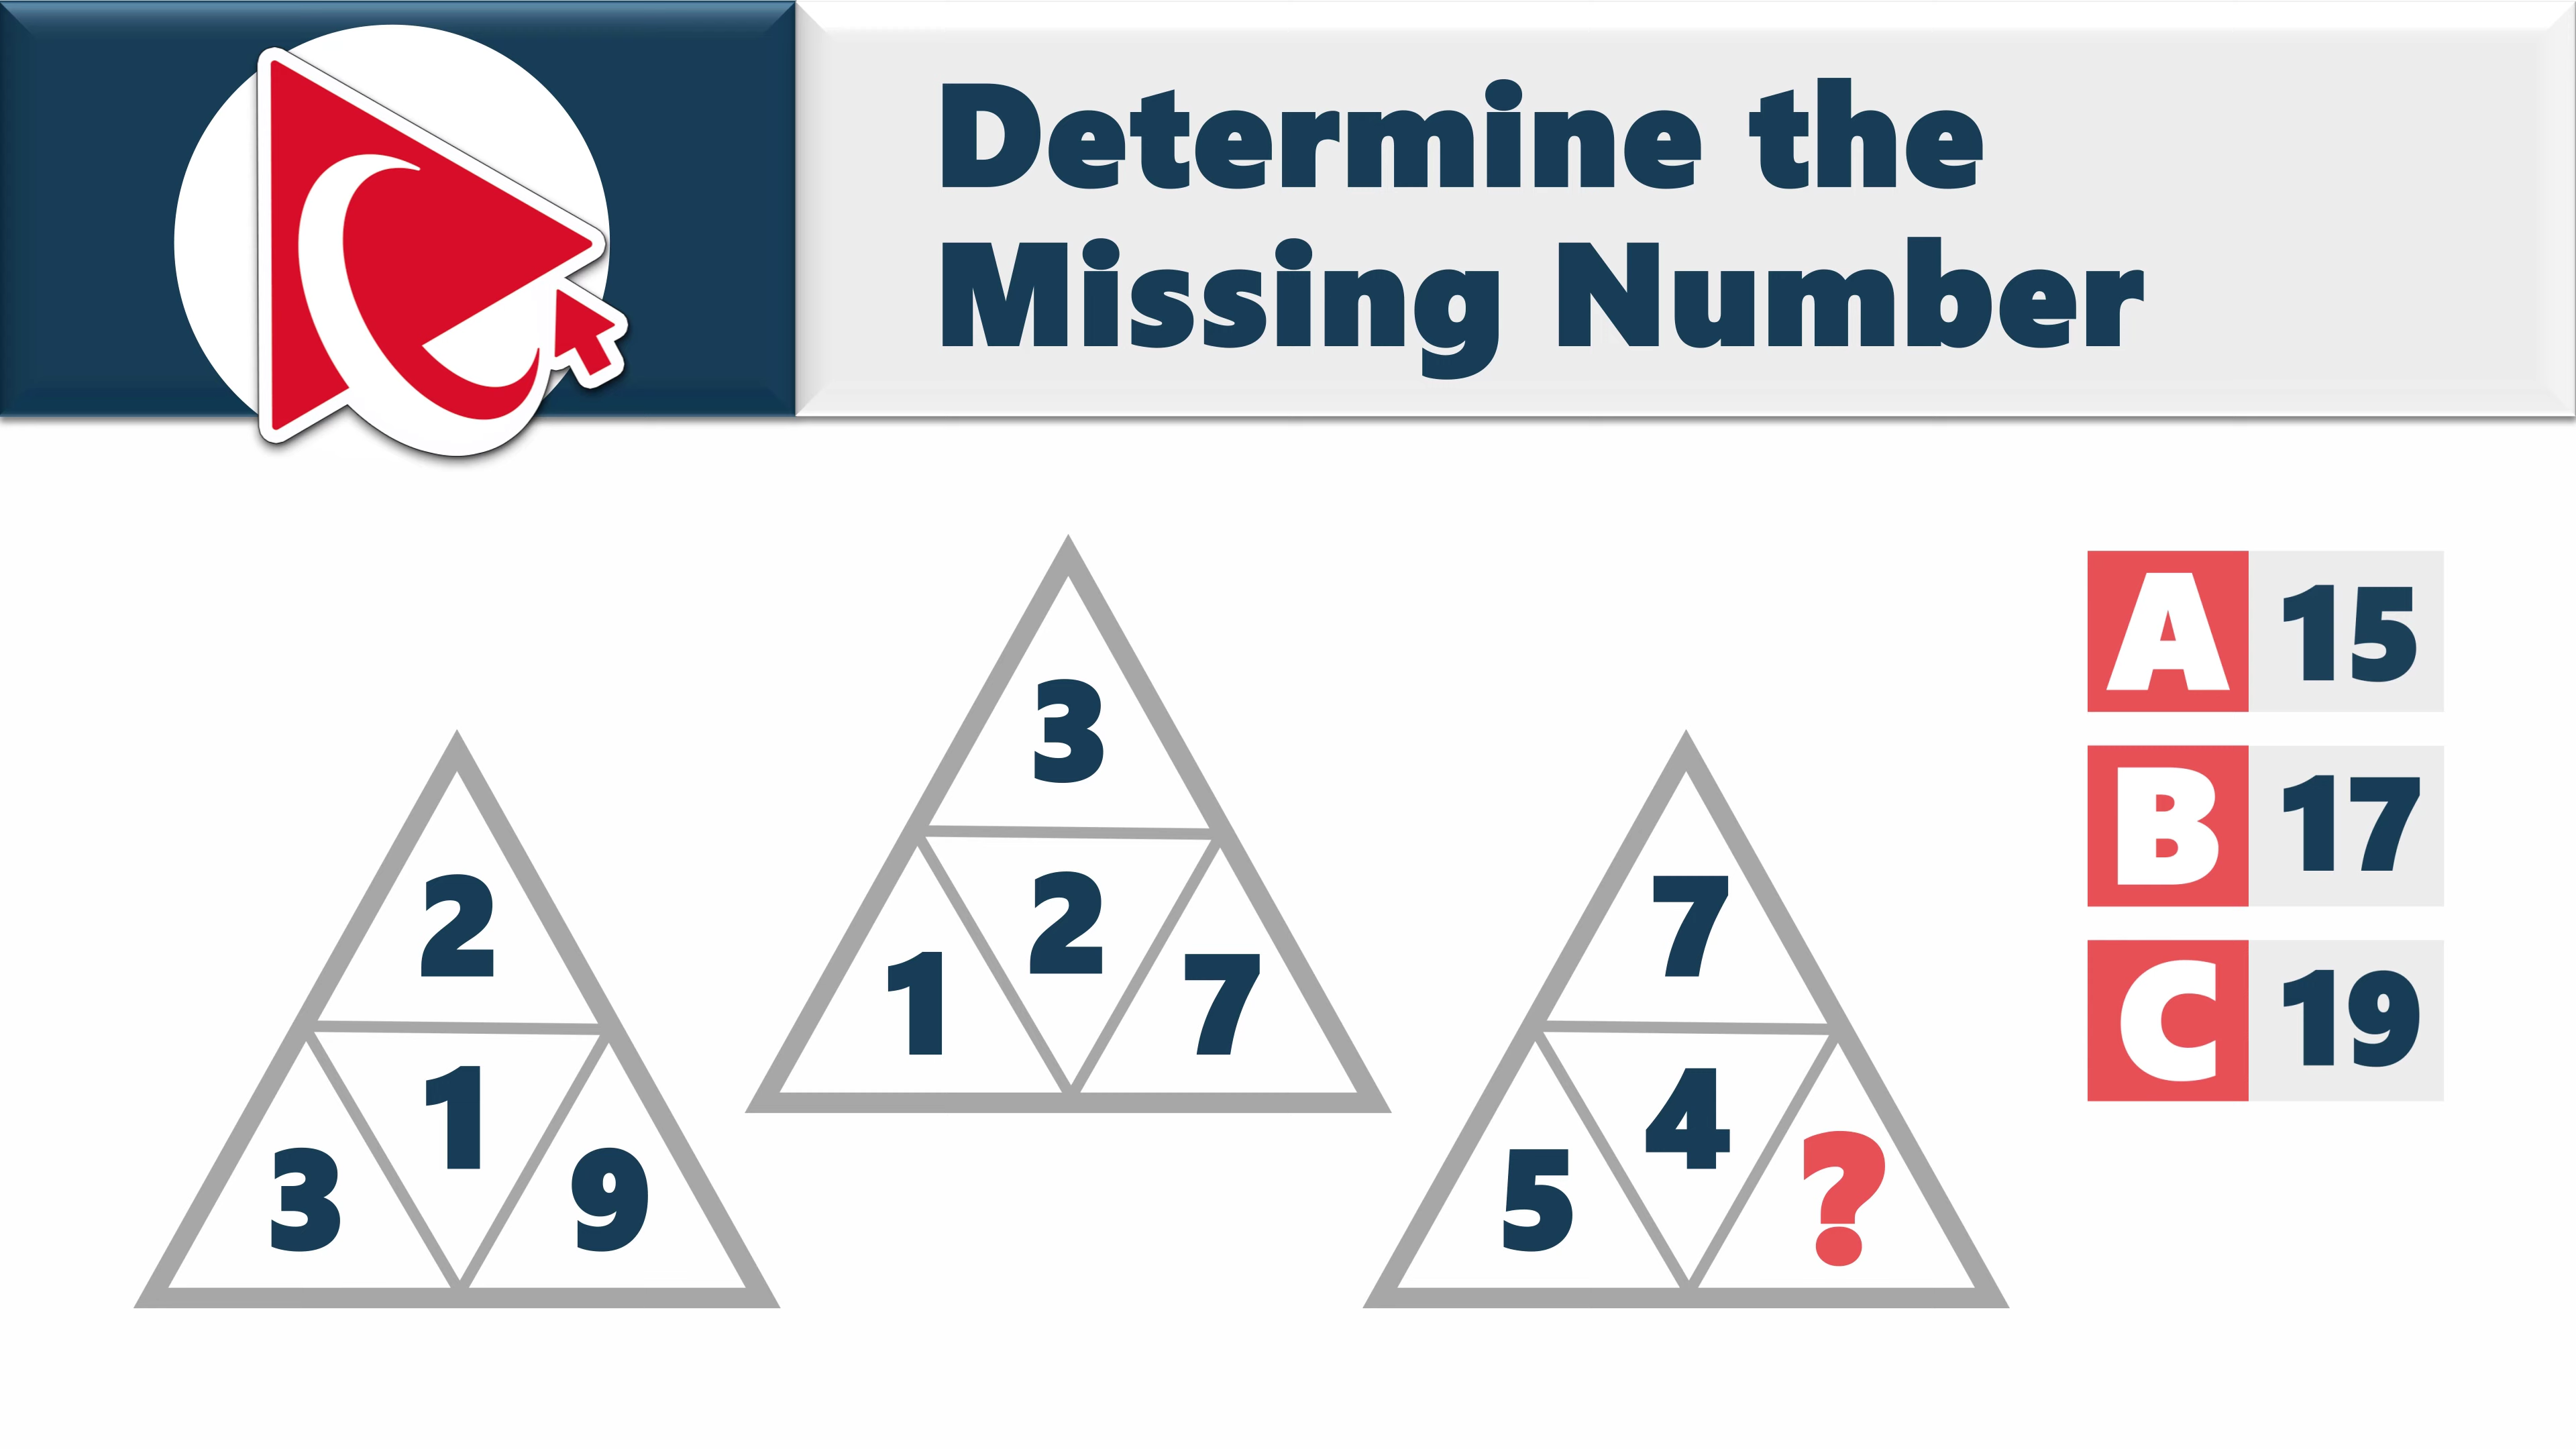 Determine the
Missing Number
2
3 1 9
3
1 2 7
7
5 4 ?
A 15
B 17
C 19